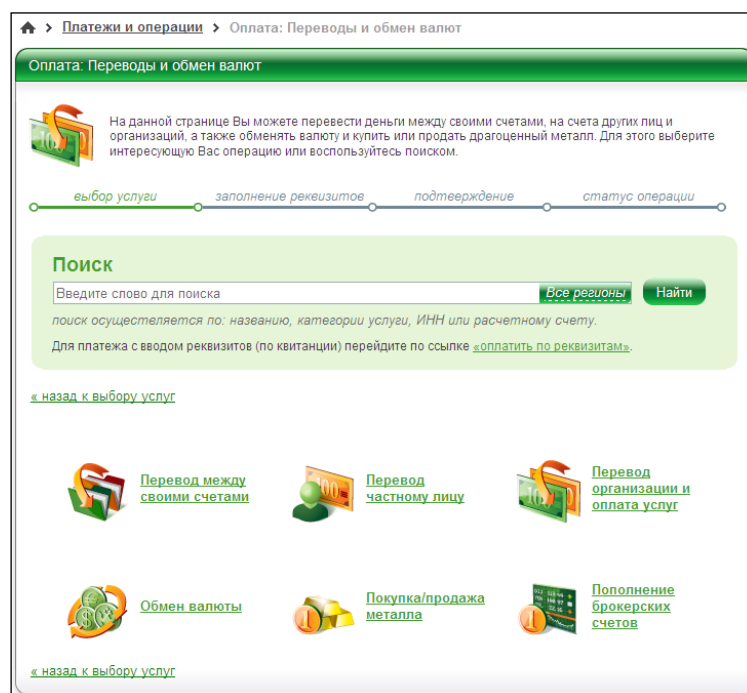 > Платежи и операции > Оплата: Переводы и обмен валют
Оплата: Переводы и обмен валют
На данной странице Вы можете перевести деньги между своими счетами, на счета других лиц и
организаций, а также обменять валюту и купить или продать драгоценный металл. Для этого выберите
интересующую Вас операцию или воспользуйтесь поиском.
выбор услуги заполнение реквизитов подтверждение статус операции
Поиск
Введите слово для поиска Все регионы Найти
поиск осуществляется по: названию, категории услуги, ИНН или расчетному счету.
Для платежа с вводом реквизитов (по квитанции) перейдите по ссылке «оплатить по реквизитам».
« назад к выбору услуг
Перевод между
своими счетами
Перевод
частному лицу
Перевод
организации и
оплата услуг
Обмен валюты
Покупка/продажа
металла
Пополнение
брокерских
счетов
« назад к выбору услуг